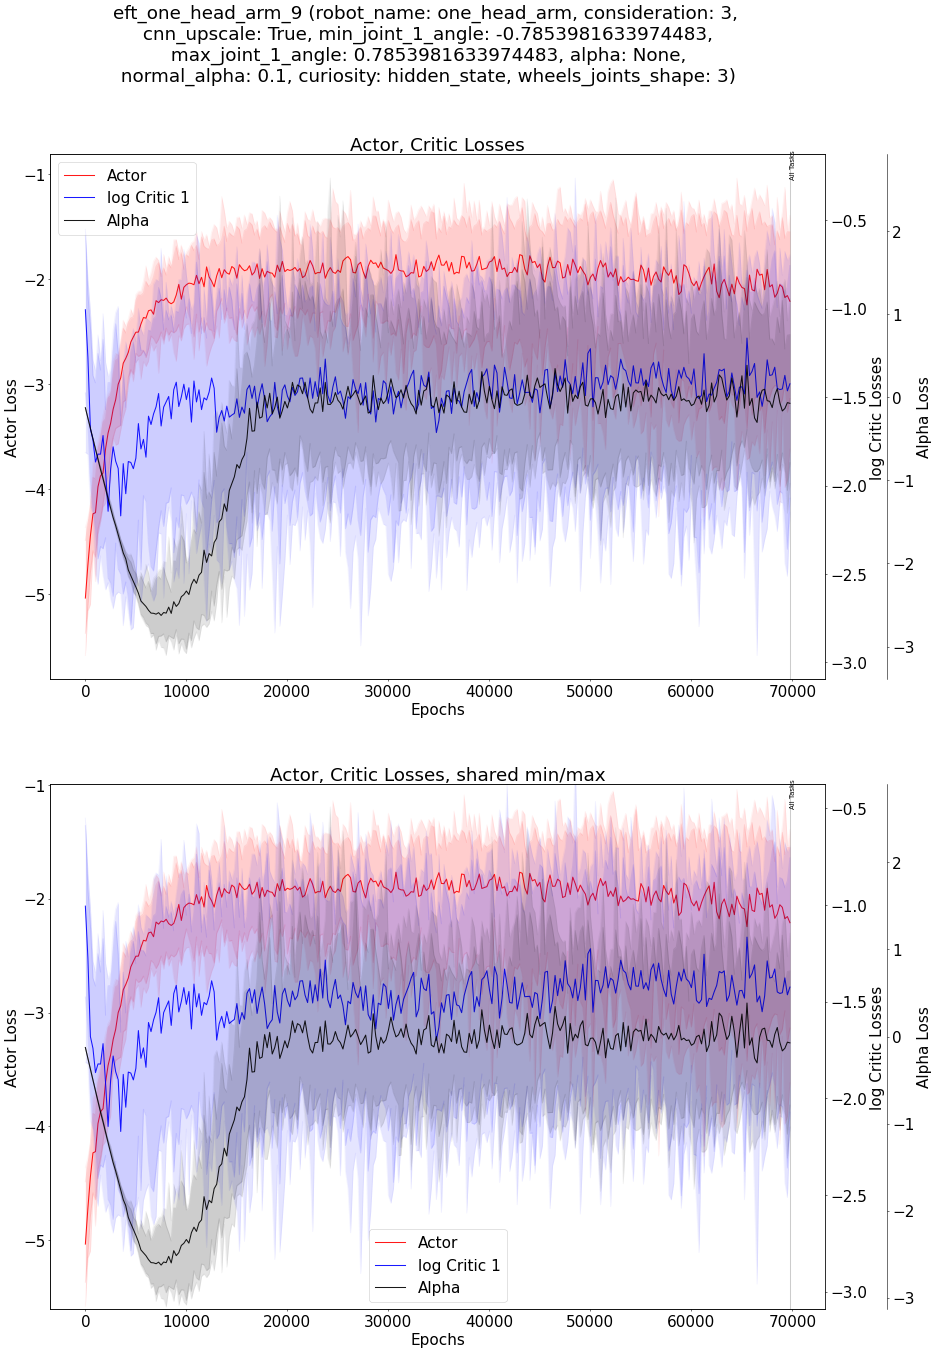 eft_one_head_arm_9 (robot_name: one_head_arm, consideration: 3,
cnn_upscale: True, min_joint_1_angle: -0.7853981633974483,
max_joint_1_angle: 0.7853981633974483, alpha: None,
normal_alpha: 0.1, curiosity: hidden_state, wheels_joints_shape: 3)
Actor, Critic Losses
Actor
log Critic 1
Alpha
All Tasks
−1
−2
−3
−4
−5
Actor Loss
−0.5
−1.0
−1.5
−2.0
−2.5
−3.0
log Critic Losses
2
1
0
−1
−2
−3
Alpha Loss
0
10000
20000
30000
40000
50000
60000
70000
Epochs
Actor, Critic Losses, shared min/max
All Tasks
−1
−2
−3
−4
−5
Actor Loss
−0.5
−1.0
−1.5
−2.0
−2.5
−3.0
log Critic Losses
2
1
0
−1
−2
−3
Alpha Loss
Actor
log Critic 1
Alpha
0
10000
20000
30000
40000
50000
60000
70000
Epochs